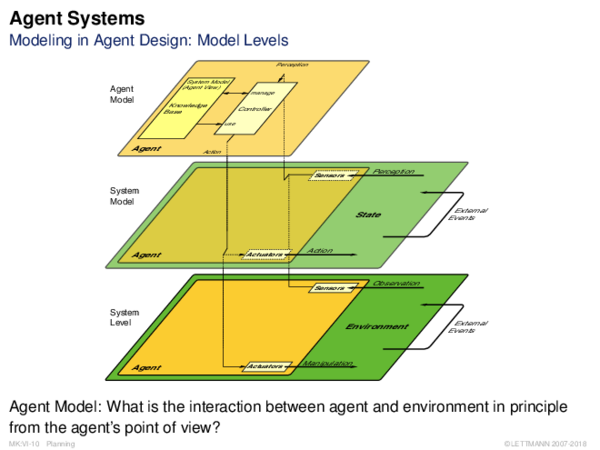 Agent Systems
Modeling in Agent Design: Model Levels
Perception
Agent
Model
System Model
(Agent View)
manage
Knowledge
Base
Controller
use
Agent
Action
System
Model
Sensors
Perception
State
External
Events
Actuators
Action
Agent
System
Level
Sensors
Observation
Environment
External
Events
Actuators
Manipulation
Agent
Agent Model: What is the interaction between agent and environment in principle
from the agent's point of view?
MK:VI-10 Planning
©LETTMANN 2007-2018